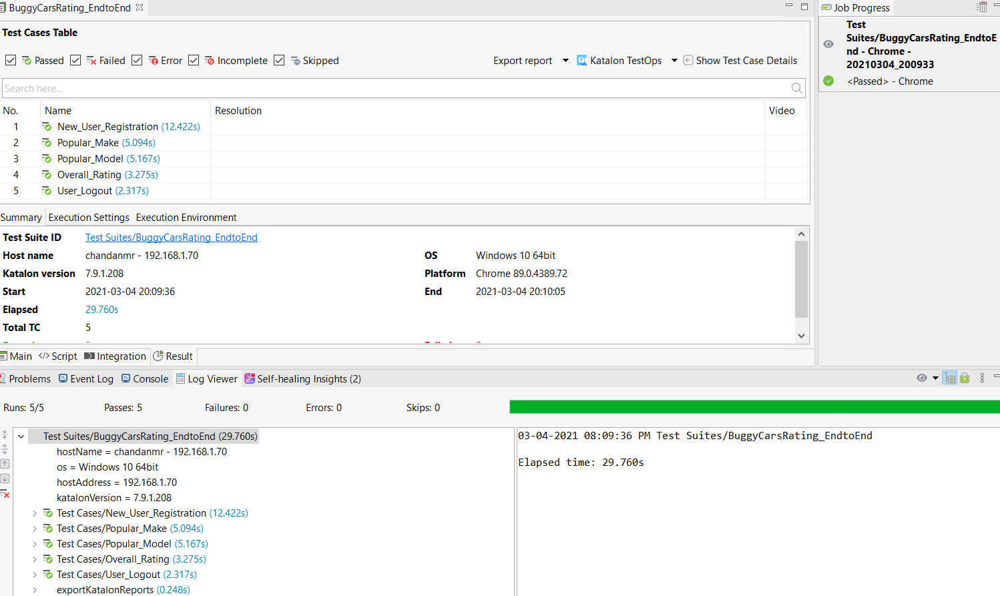 BuggyCarsRating_EndtoEnd
Test Cases Table
Passed Failed Error Incomplete Skipped Export report Katalon TestOps Show Test Case Details
Search here...
No. Name Resolution Video
1 New_User_Registration (12.422s)
2 Popular_Make (5.094s)
3 Popular_Model (5.167s)
4 Overall_Rating (3.275s)
5 User_Logout (2.317s)
Summary Execution Settings Execution Environment
Test Suite ID Test Suites/BuggyCarsRating_EndtoEnd
Host name chandanmr - 192.168.1.70 OS Windows 10 64bit
Katalon version 7.9.1.208 Platform Chrome 89.0.4389.72
Start 2021-03-04 20:09:36 End 2021-03-04 20:10:05
Elapsed 29.760s
Total TC 5
Main Script Integration Result
Job Progress
Test
Suites/BuggyCarsRating_EndtoE
nd - Chrome -
20210304_200933
<Passed> - Chrome
Problems Event Log Console Log Viewer Self-healing Insights (2)
Runs: 5/5 Passes: 5 Failures: 0 Errors: 0 Skips: 0
Test Suites/BuggyCarsRating_EndtoEnd (29.760s)
hostName = chandanmr - 192.168.1.70
os = Windows 10 64bit
hostAddress = 192.168.1.70
katalonVersion = 7.9.1.208
Test Cases/New_User_Registration (12.422s)
Test Cases/Popular_Make (5.094s)
Test Cases/Popular_Model (5.167s)
Test Cases/Overall_Rating (3.275s)
Test Cases/User_Logout (2.317s)
exportKatalonReports (0.248s)
03-04-2021 08:09:36 PM Test Suites/BuggyCarsRating_EndtoEnd
Elapsed time: 29.760s